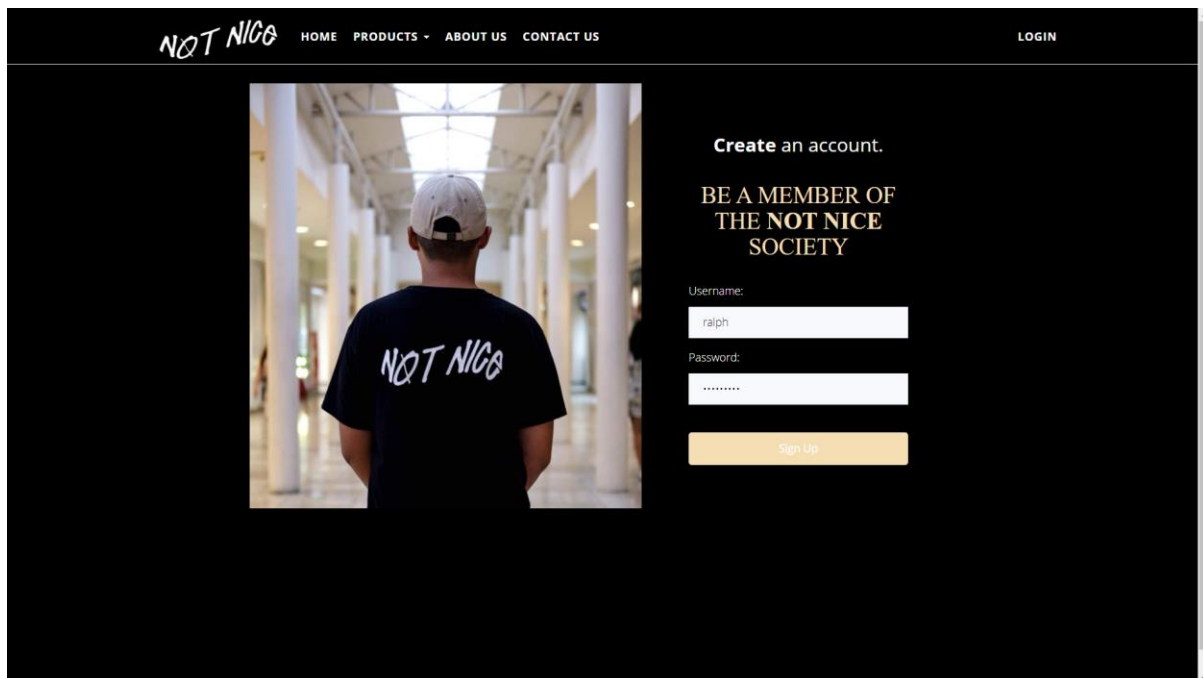 NOT NICE HOME PRODUCTS ABOUT US CONTACT US LOGIN
Create an account.
BE A MEMBER OF
THE NOT NICE
SOCIETY
Username:
ralph
NOT NICE
Password:
•••••••••
Sign Up